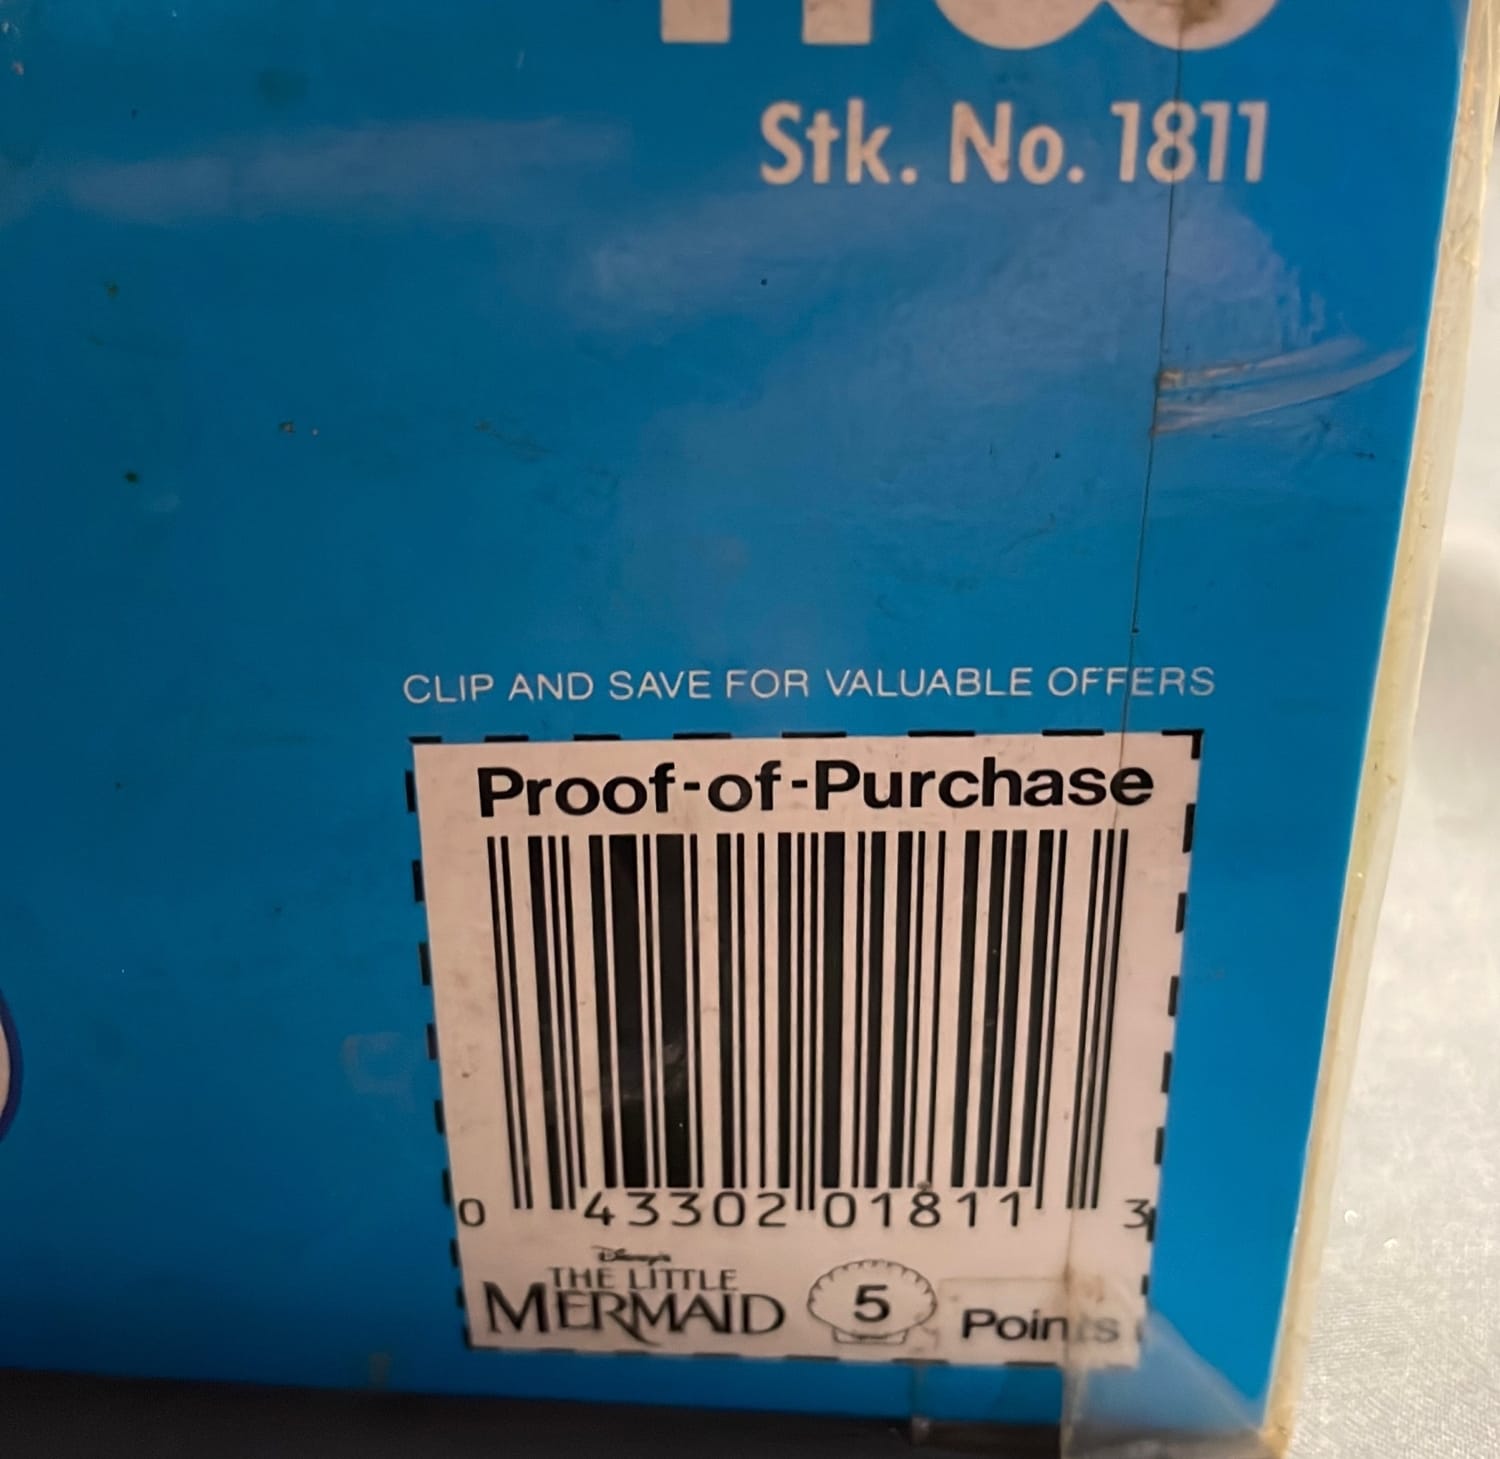 Stk. No. 1811
CLIP AND SAVE FOR VALUABLE OFFERS
Proof-of-Purchase
0 43302 01811 3
Disney's
THE LITTLE
MERMAID
5 Points